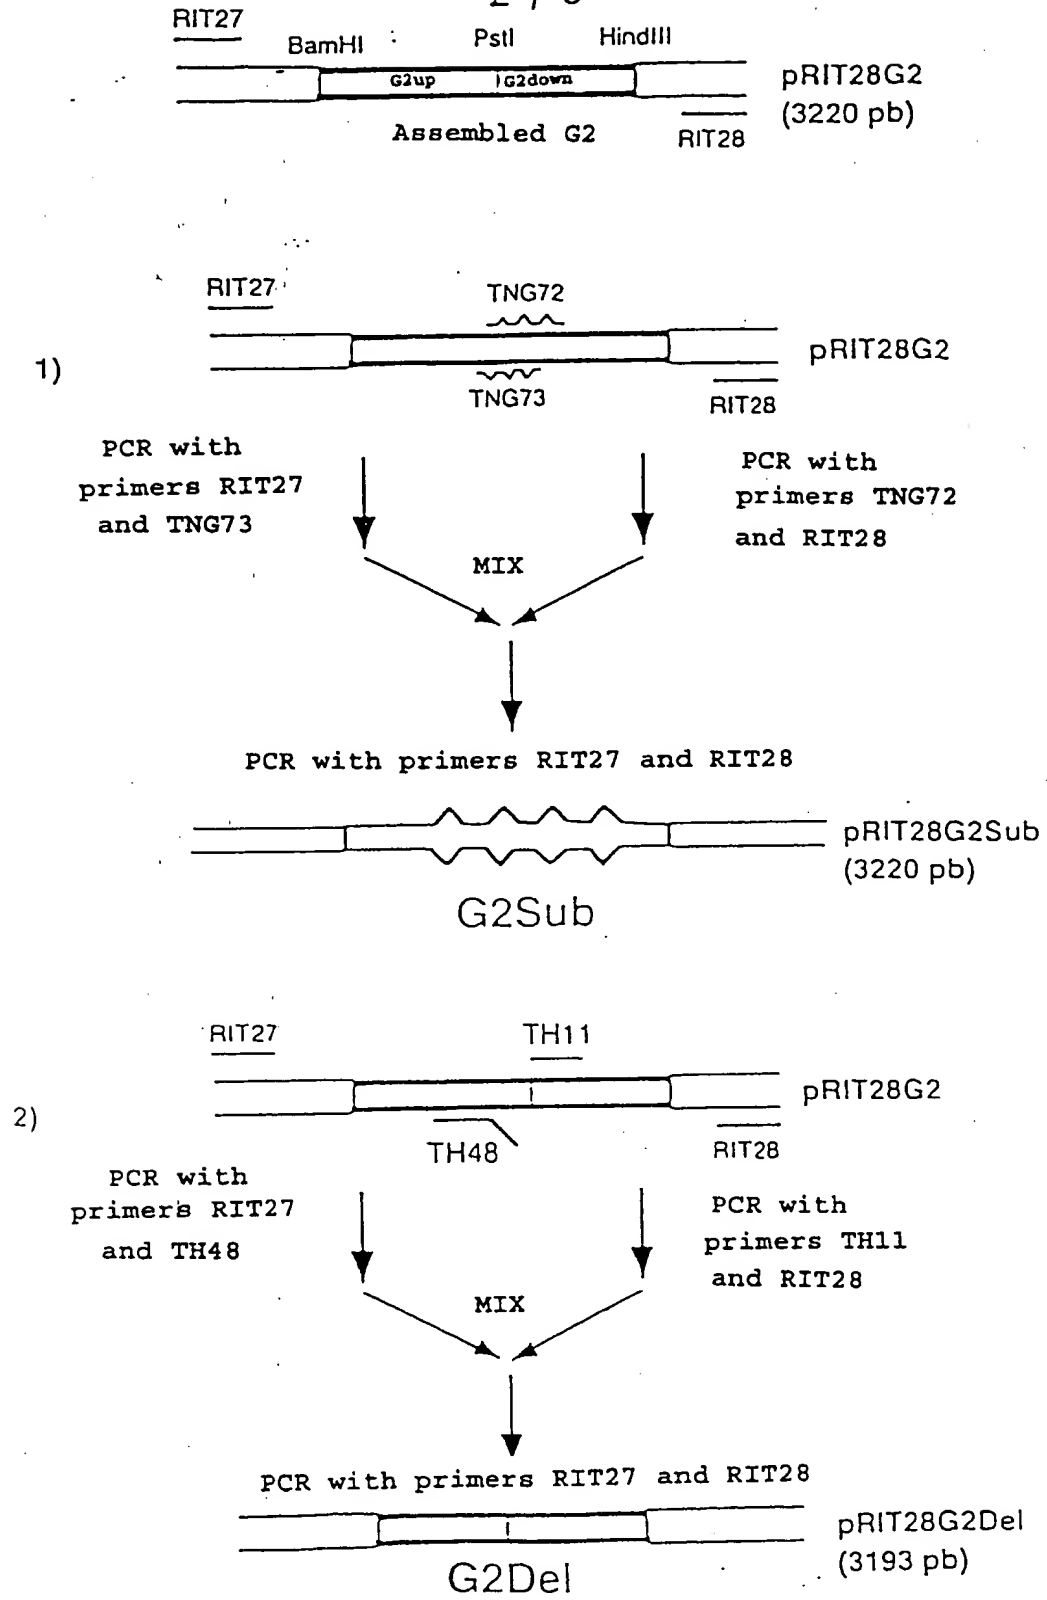 RIT27
BamHI PstI HindIII
G2up G2down
pRIT28G2
(3220 pb)
Assembled G2
RIT28
RIT27
TNG72
1)
pRIT28G2
TNG73
RIT28
PCR with
primers RIT27
and TNG73
PCR with
primers TNG72
and RIT28
MIX
PCR with primers RIT27 and RIT28
pRIT28G2Sub
(3220 pb)
G2Sub
RIT27
TH11
2)
pRIT28G2
TH48
RIT28
PCR with
primers RIT27
and TH48
PCR with
primers TH11
and RIT28
MIX
PCR with primers RIT27 and RIT28
pRIT28G2Del
(3193 pb)
G2Del